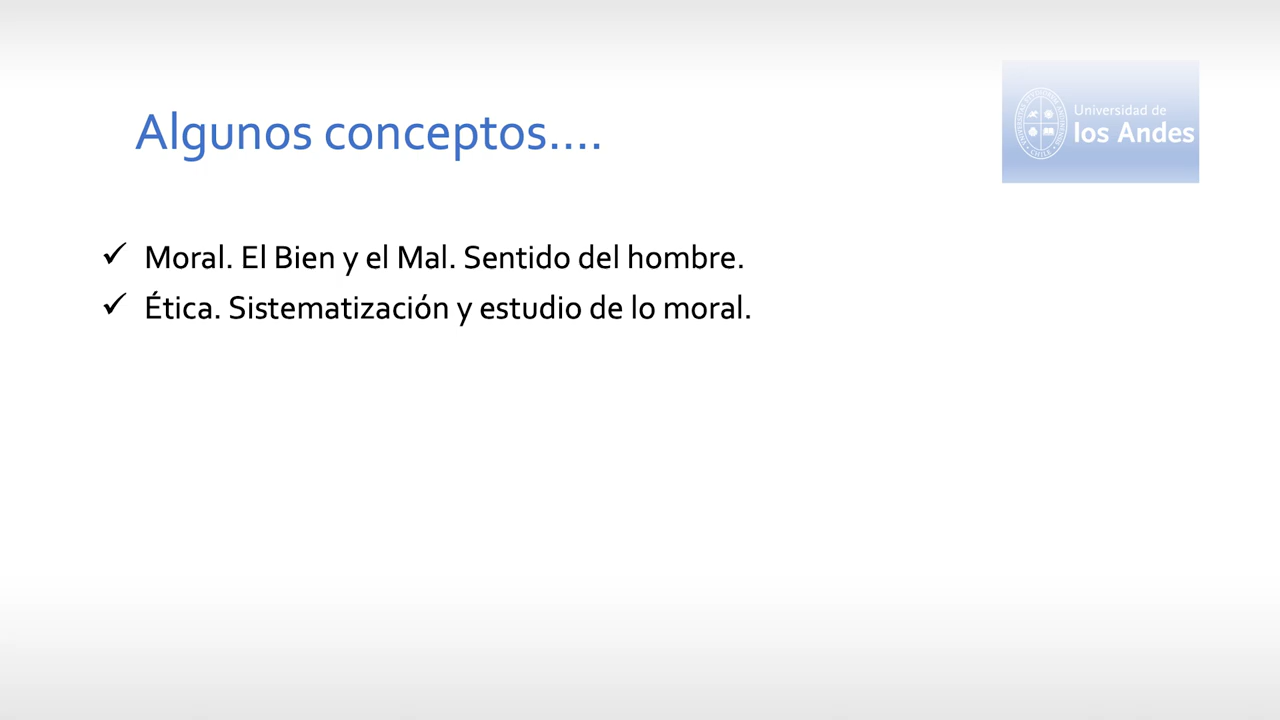 Algunos conceptos....
Universidad de
los Andes
✓ Moral. El Bien y el Mal. Sentido del hombre.
✓ Ética. Sistematización y estudio de lo moral.